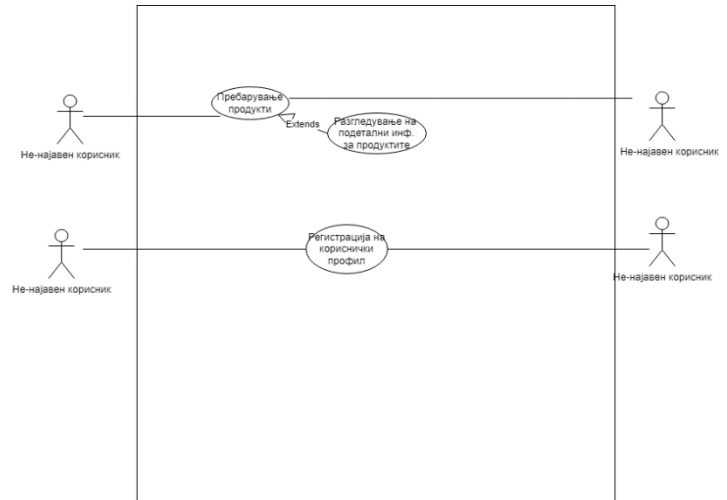 Пребарување
продукти
Extends
Разгледување на
подетални инф.
за продуктите
Не-најавен корисник
Не-најавен корисник
Регистрација на
кориснички
профил
Не-најавен корисник
Не-најавен корисник